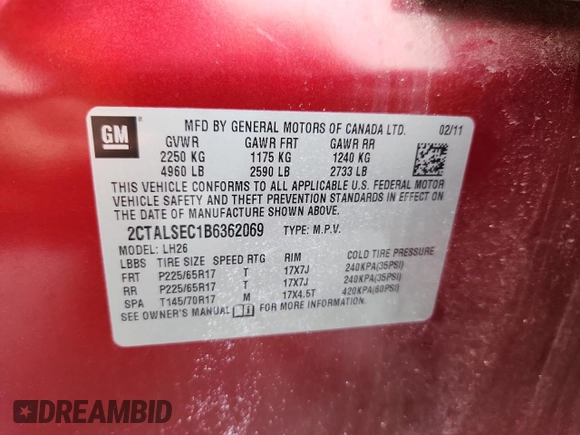 GM
MFD BY GENERAL MOTORS OF CANADA LTD. 02/11
GVWR GAWR FRT GAWR RR
2250 KG 1175 KG 1240 KG
4960 LB 2590 LB 2733 LB
THIS VEHICLE CONFORMS TO ALL APPLICABLE U.S. FEDERAL MOTOR
VEHICLE SAFETY AND THEFT PREVENTION STANDARDS IN EFFECT ON THE
DATE OF MANUFACTURE SHOWN ABOVE.
2CTALSEC1B6362069 TYPE: M.P.V.
MODEL: LH26
LBBS TIRE SIZE SPEED RTG RIM COLD TIRE PRESSURE
FRT P225/65R17 T 17X7J 240KPA(35PSI)
RR P225/65R17 T 17X7J 240KPA(35PSI)
SPA T145/70R17 M 17X4.5T 420KPA(60PSI)
SEE OWNER'S MANUAL FOR MORE INFORMATION.
DREAMBID